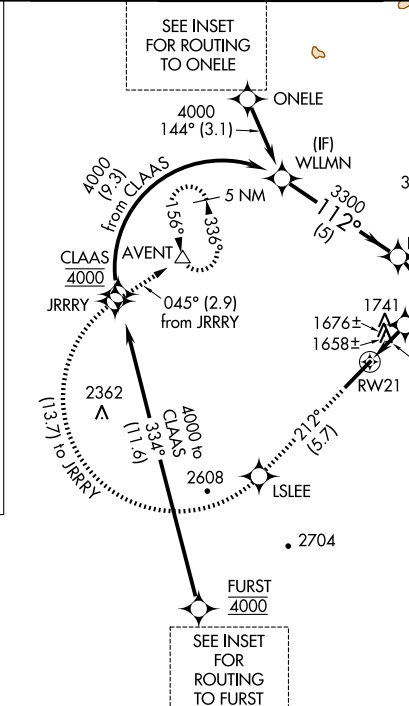 SEE INSET
FOR ROUTING
TO ONELE
ONELE
4000
144° (3.1)
(IF)
WLLMN
4000
(9.3)
from CLAAS
3300
112°
(5)
3
5 NM
156°
336°
AVENT
CLAAS
4000
JRRRY
045° (2.9)
from JRRRY
1741
1676±
1658±
RW21
2362
4000 to
CLAAS
334°
(11.6)
212°
(5.7)
(13.7) to JRRRY
2608
LSLEE
2704
FURST
4000
SEE INSET
FOR
ROUTING
TO FURST